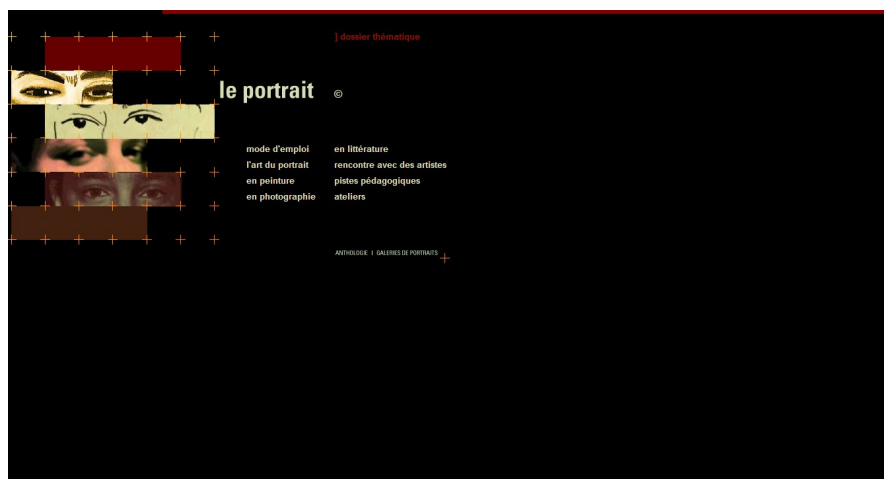 ] dossier thématique
le portrait ©
mode d'emploi
l'art du portrait
en peinture
en photographie
en littérature
rencontre avec des artistes
pistes pédagogiques
ateliers
ANTHOLOGIE | GALERIES DE PORTRAITS